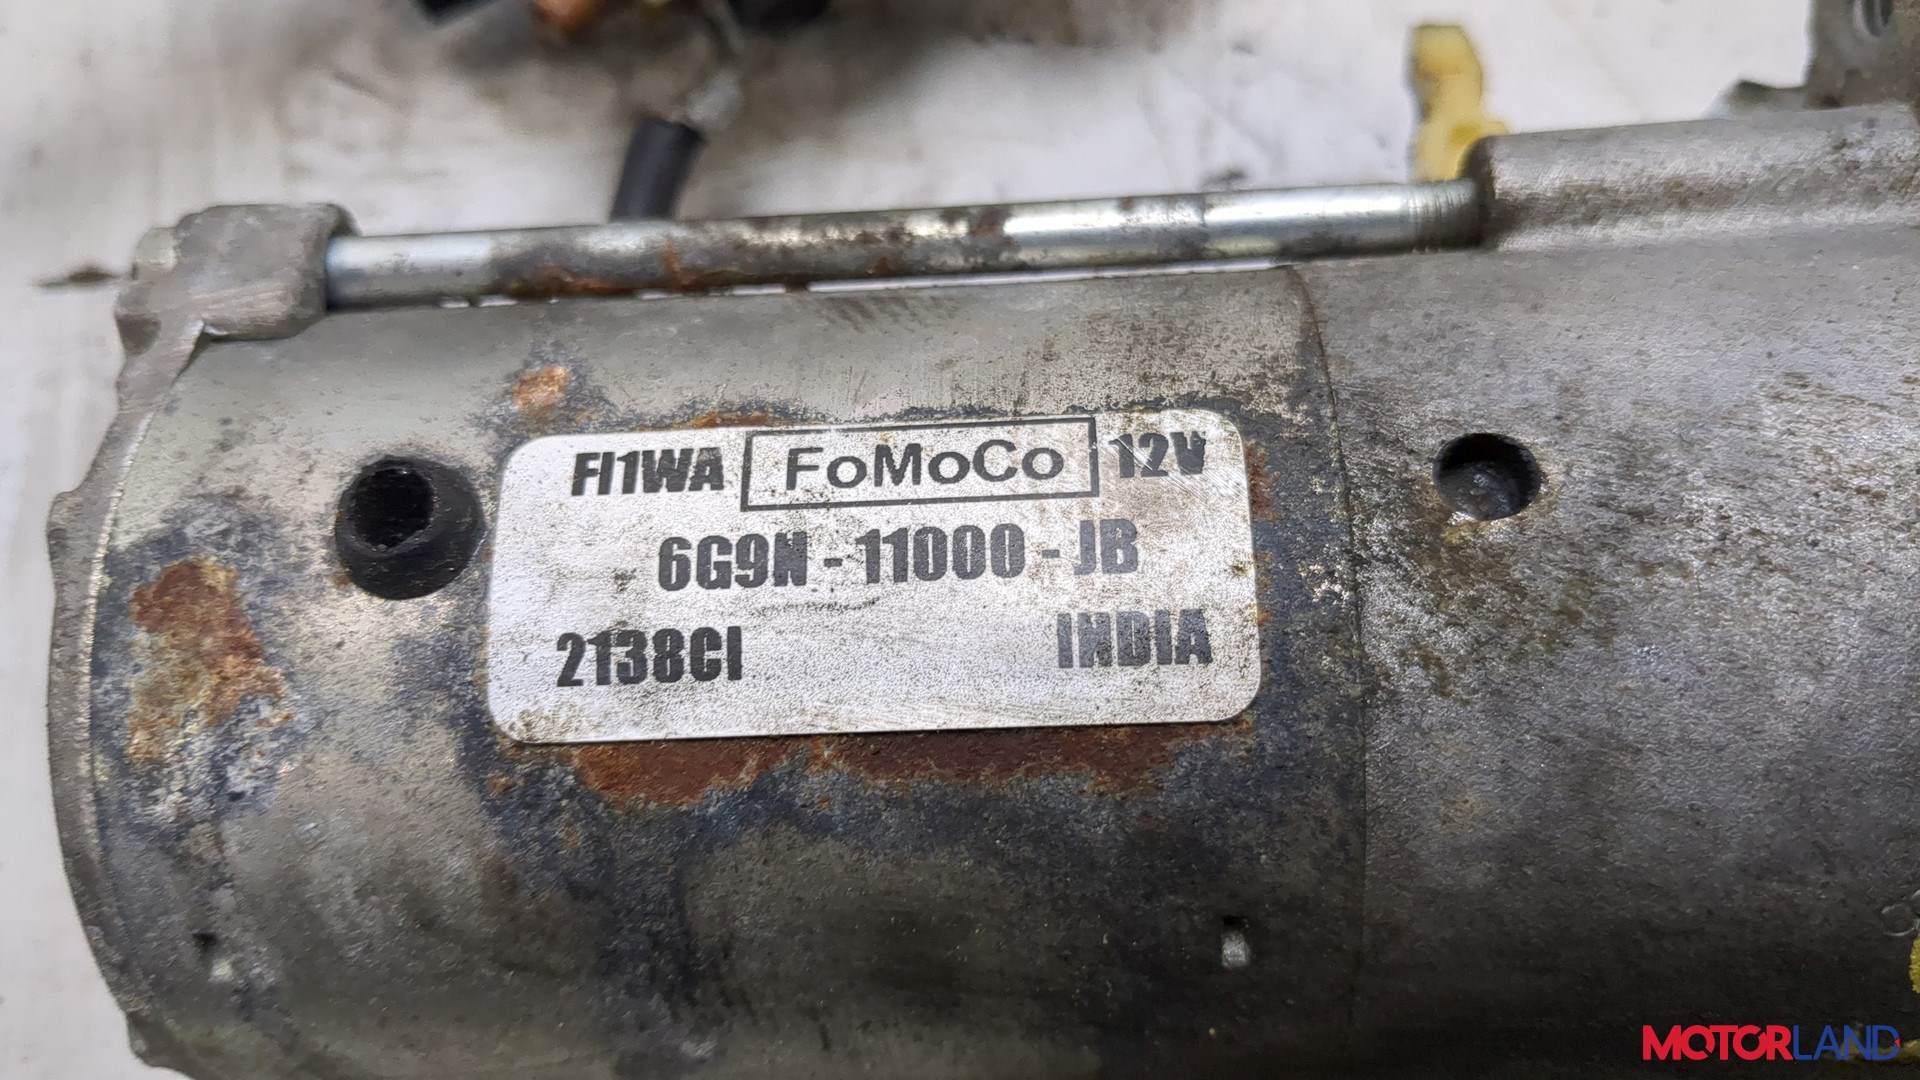 FI1WA FoMoCo 12V
6G9N - 11000 - JB
2138CI INDIA
MOTORLAND